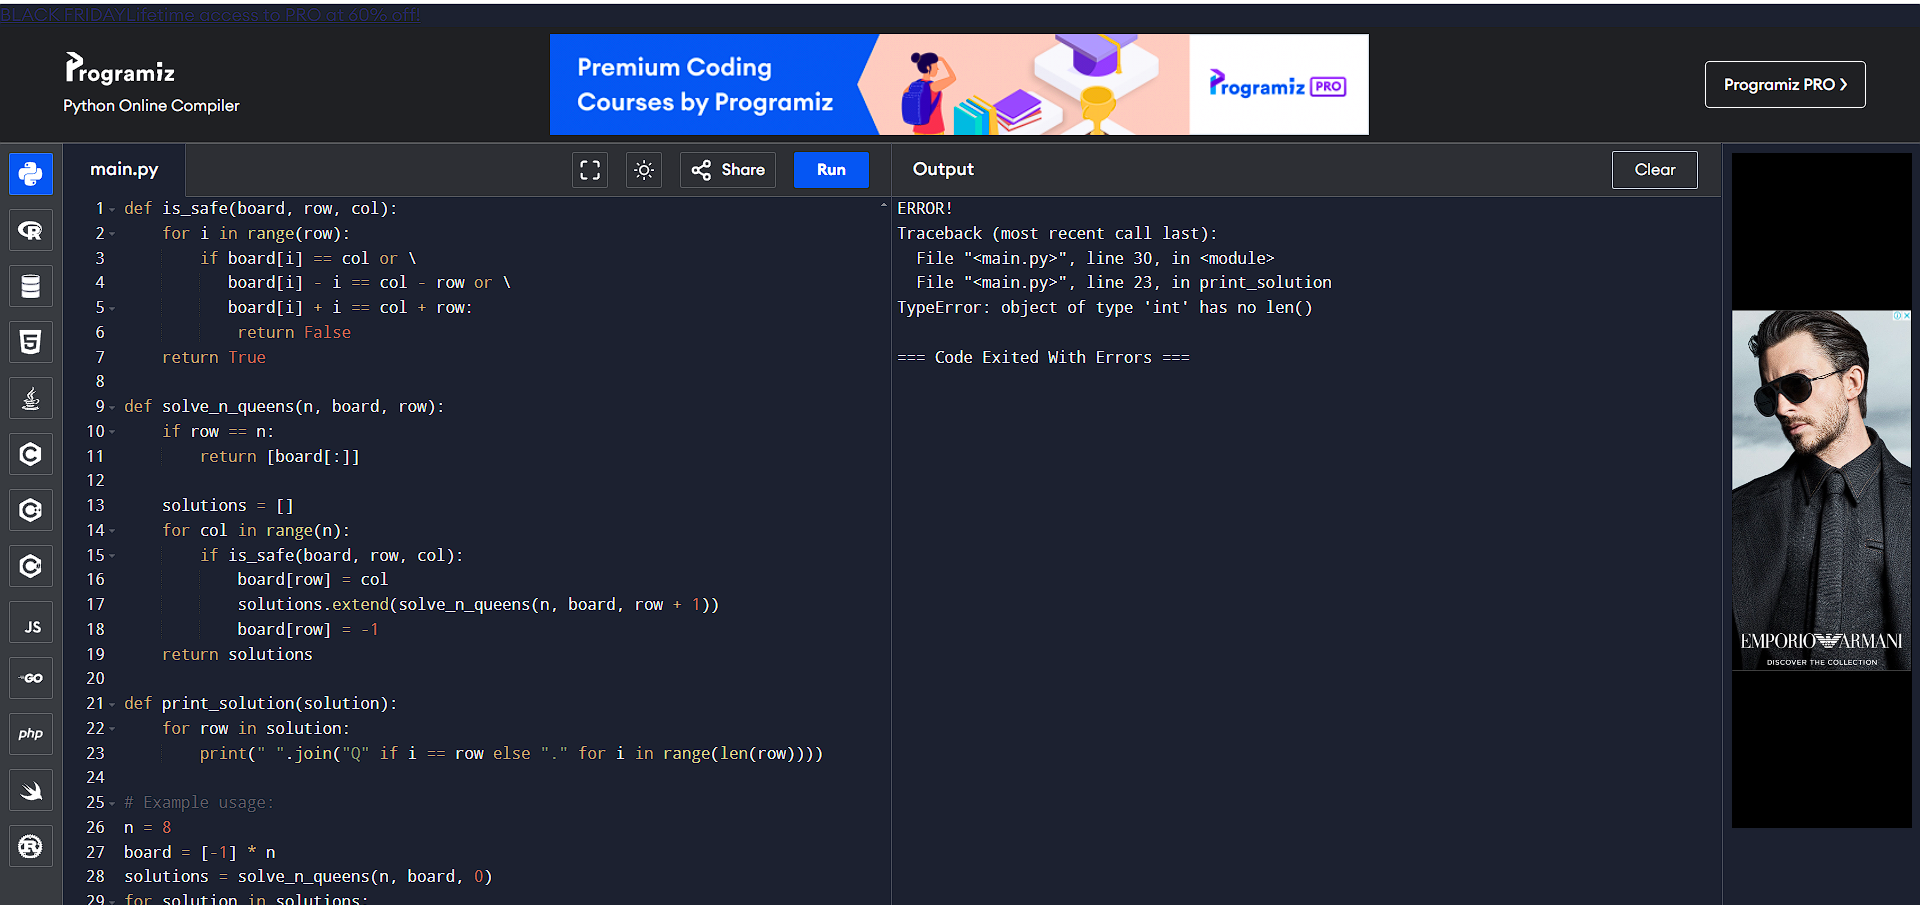 BLACK FRIDAYLifetime access to PRO at 60% off!
Programiz
Python Online Compiler
Premium Coding
Courses by Programiz
Programiz PRO
Programiz PRO ❯
main.py
Share
Run
Output
Clear
1 def is_safe(board, row, col):
2     for i in range(row):
3         if board[i] == col or \
4            board[i] - i == col - row or \
5            board[i] + i == col + row:
6             return False
7     return True
8
9 def solve_n_queens(n, board, row):
10     if row == n:
11         return [board[:]]
12
13     solutions = []
14     for col in range(n):
15         if is_safe(board, row, col):
16             board[row] = col
17             solutions.extend(solve_n_queens(n, board, row + 1))
18             board[row] = -1
19     return solutions
20
21 def print_solution(solution):
22     for row in solution:
23         print(" ".join("Q" if i == row else "." for i in range(len(row))))
24
25 # Example usage:
26 n = 8
27 board = [-1] * n
28 solutions = solve_n_queens(n, board, 0)
29 for solution in solutions:
ERROR!
Traceback (most recent call last):
  File "<main.py>", line 30, in <module>
  File "<main.py>", line 23, in print_solution
TypeError: object of type 'int' has no len()

=== Code Exited With Errors ===
R
5
C
C
C
JS
GO
php
R
EMPORIO ARMANI
DISCOVER THE COLLECTION